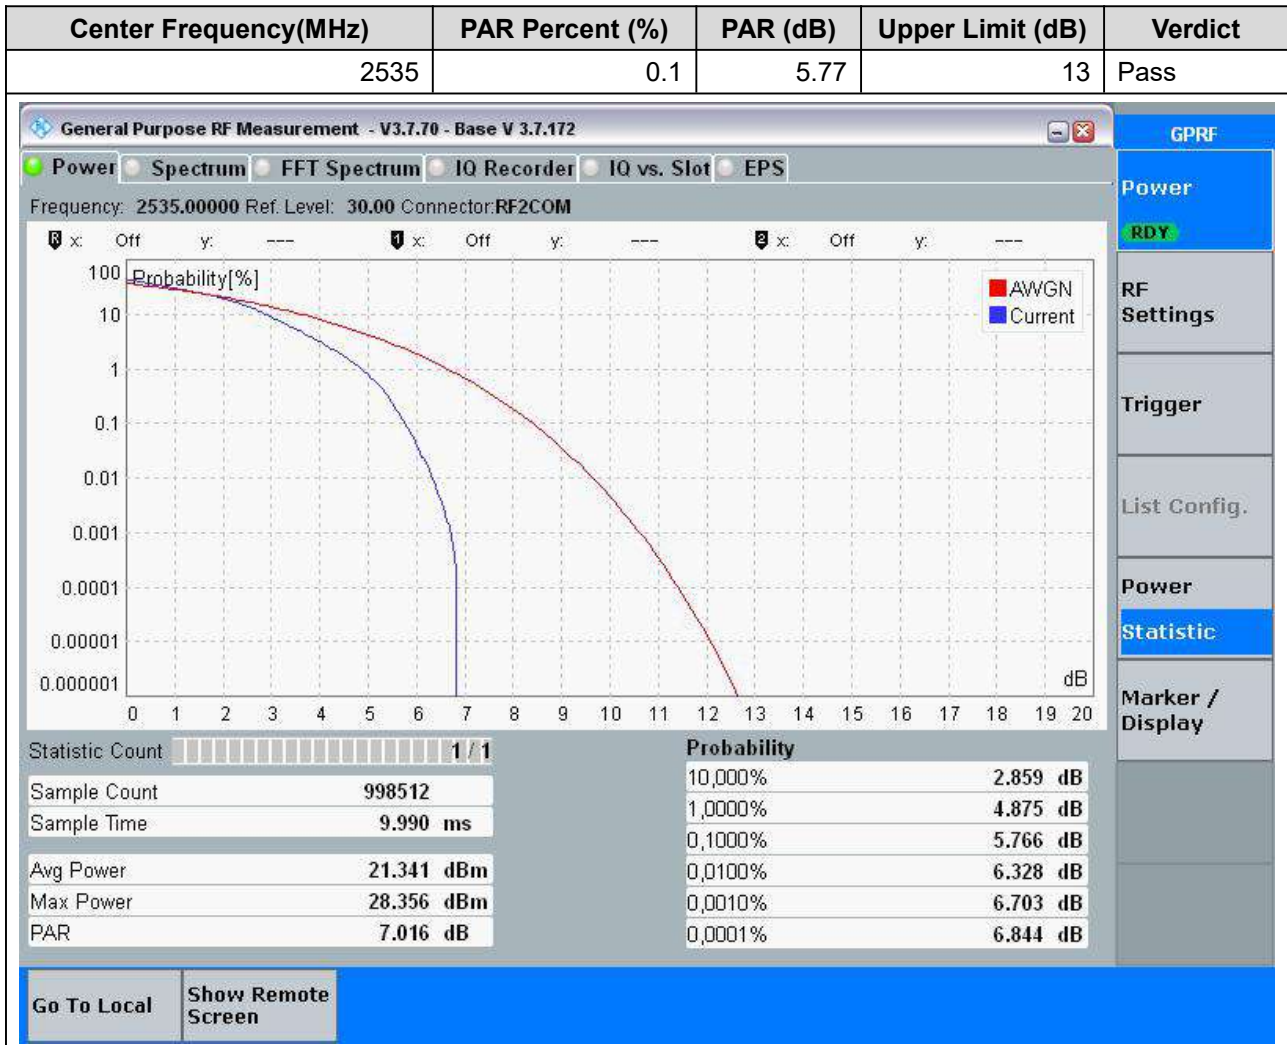 Center Frequency(MHz) PAR Percent (%) PAR (dB) Upper Limit (dB) Verdict
2535 0.1 5.77 13 Pass
General Purpose RF Measurement - V3.7.70 - Base V 3.7.172
GPRF
Power Spectrum FFT Spectrum IQ Recorder IQ vs. Slot EPS
Frequency: 2535.00000 Ref. Level: 30.00 Connector:RF2COM
R x: Off y: --- 1 x: Off y: --- 2 x: Off y: ---
Probability[%]
100
10
1
0.1
0.01
0.001
0.0001
0.00001
0.000001
AWGN
Current
dB
0 1 2 3 4 5 6 7 8 9 10 11 12 13 14 15 16 17 18 19 20
Statistic Count 1 / 1
Sample Count 998512
Sample Time 9.990 ms
Avg Power 21.341 dBm
Max Power 28.356 dBm
PAR 7.016 dB
Probability
10,000% 2.859 dB
1,0000% 4.875 dB
0,1000% 5.766 dB
0,0100% 6.328 dB
0,0010% 6.703 dB
0,0001% 6.844 dB
Power
RDY
RF
Settings
Trigger
List Config.
Power
Statistic
Marker /
Display
Go To Local
Show Remote
Screen